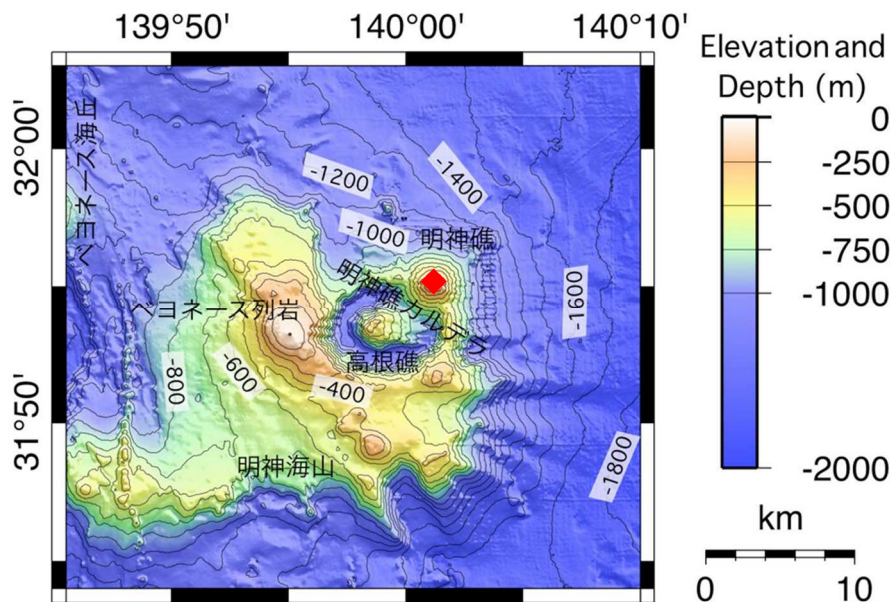 139°50' 140°00' 140°10'
Elevation and
Depth (m)
0
-250
-500
-750
-1000
-2000
km
0 10
32°00'
31°50'
ベヨネース海丘
-1200
-1400
-1000
明神礁
明神礁カルデラ
-1600
ベヨネース列岩
高根礁
-800
-600
-400
明神海山
-1800